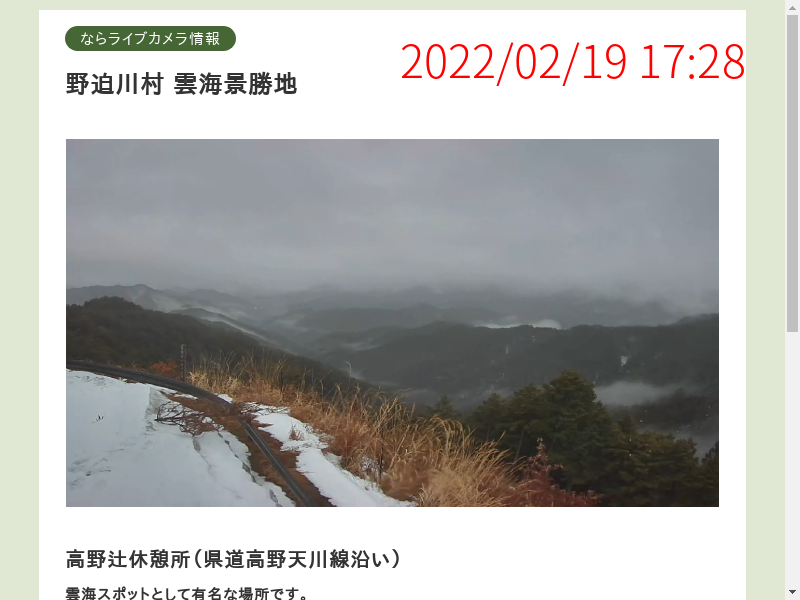 ならライブカメラ情報
2022/02/19 17:28
野迫川村 雲海景勝地
高野辻休憩所（県道高野天川線沿い）
雲海スポットとして有名な場所です。